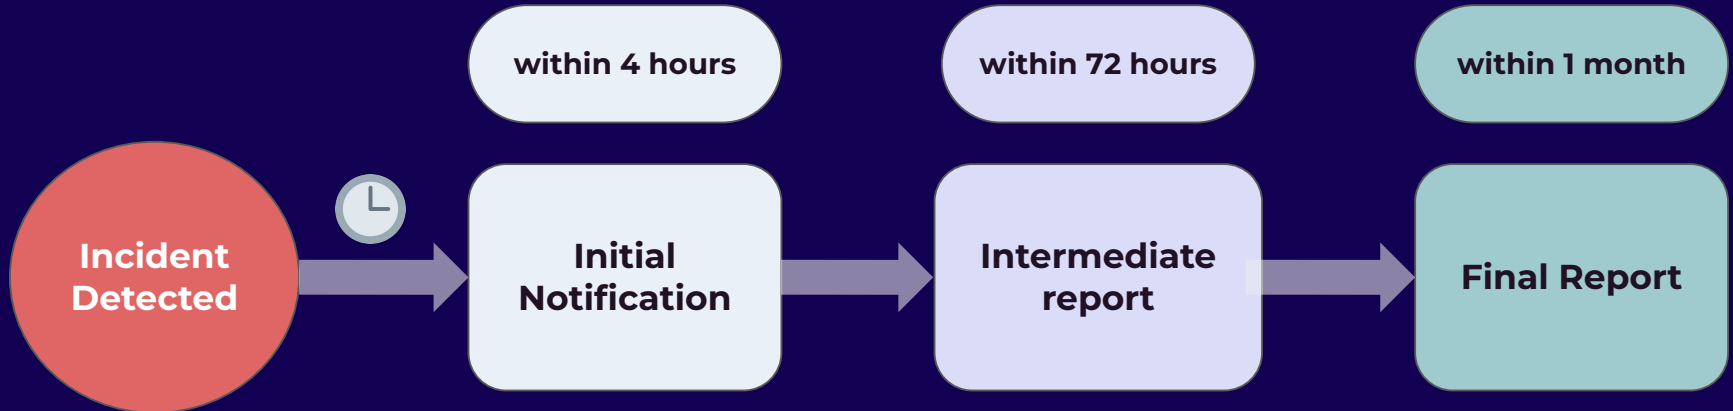 within 4 hours
within 72 hours
within 1 month
Incident
Detected
Initial
Notification
Intermediate
report
Final Report